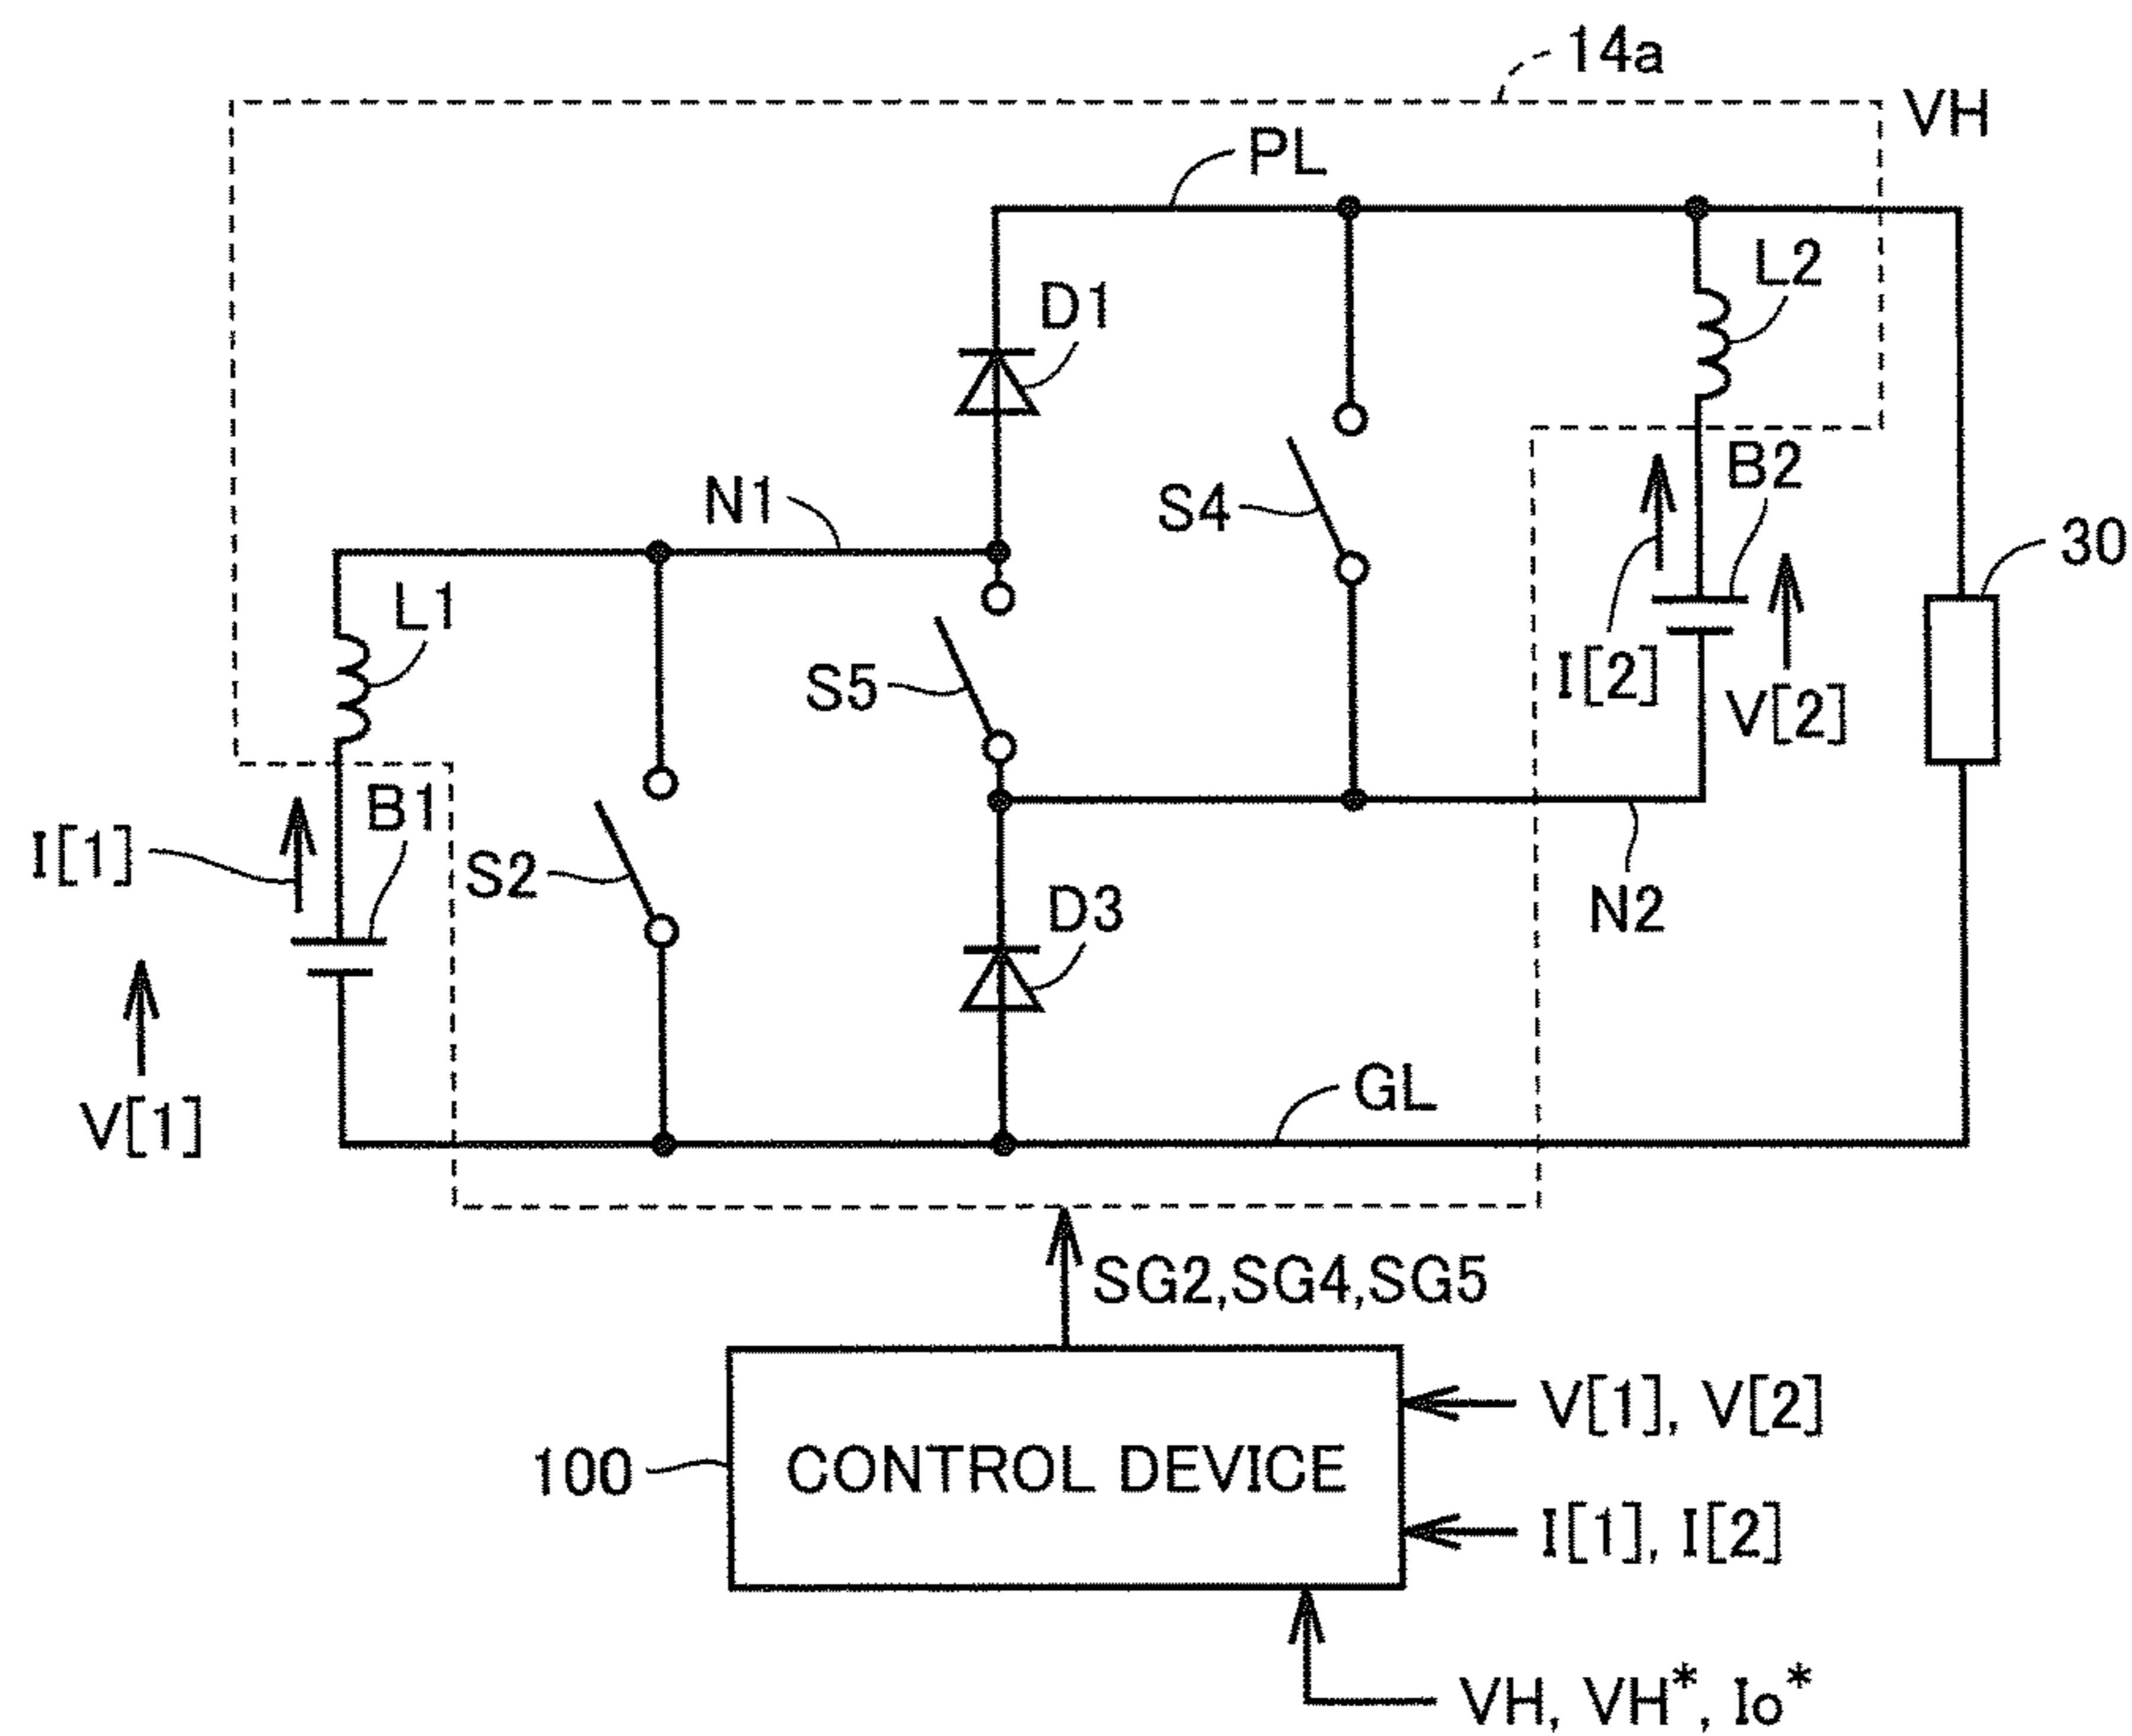 14a
VH
PL
L2
D1
B2
N1
S4
30
L1
S5
I[2]
V[2]
B1
I[1]
S2
D3
N2
GL
V[1]
SG2,SG4,SG5
V[1], V[2]
100
CONTROL DEVICE
I[1], I[2]
VH, VH*, Io*